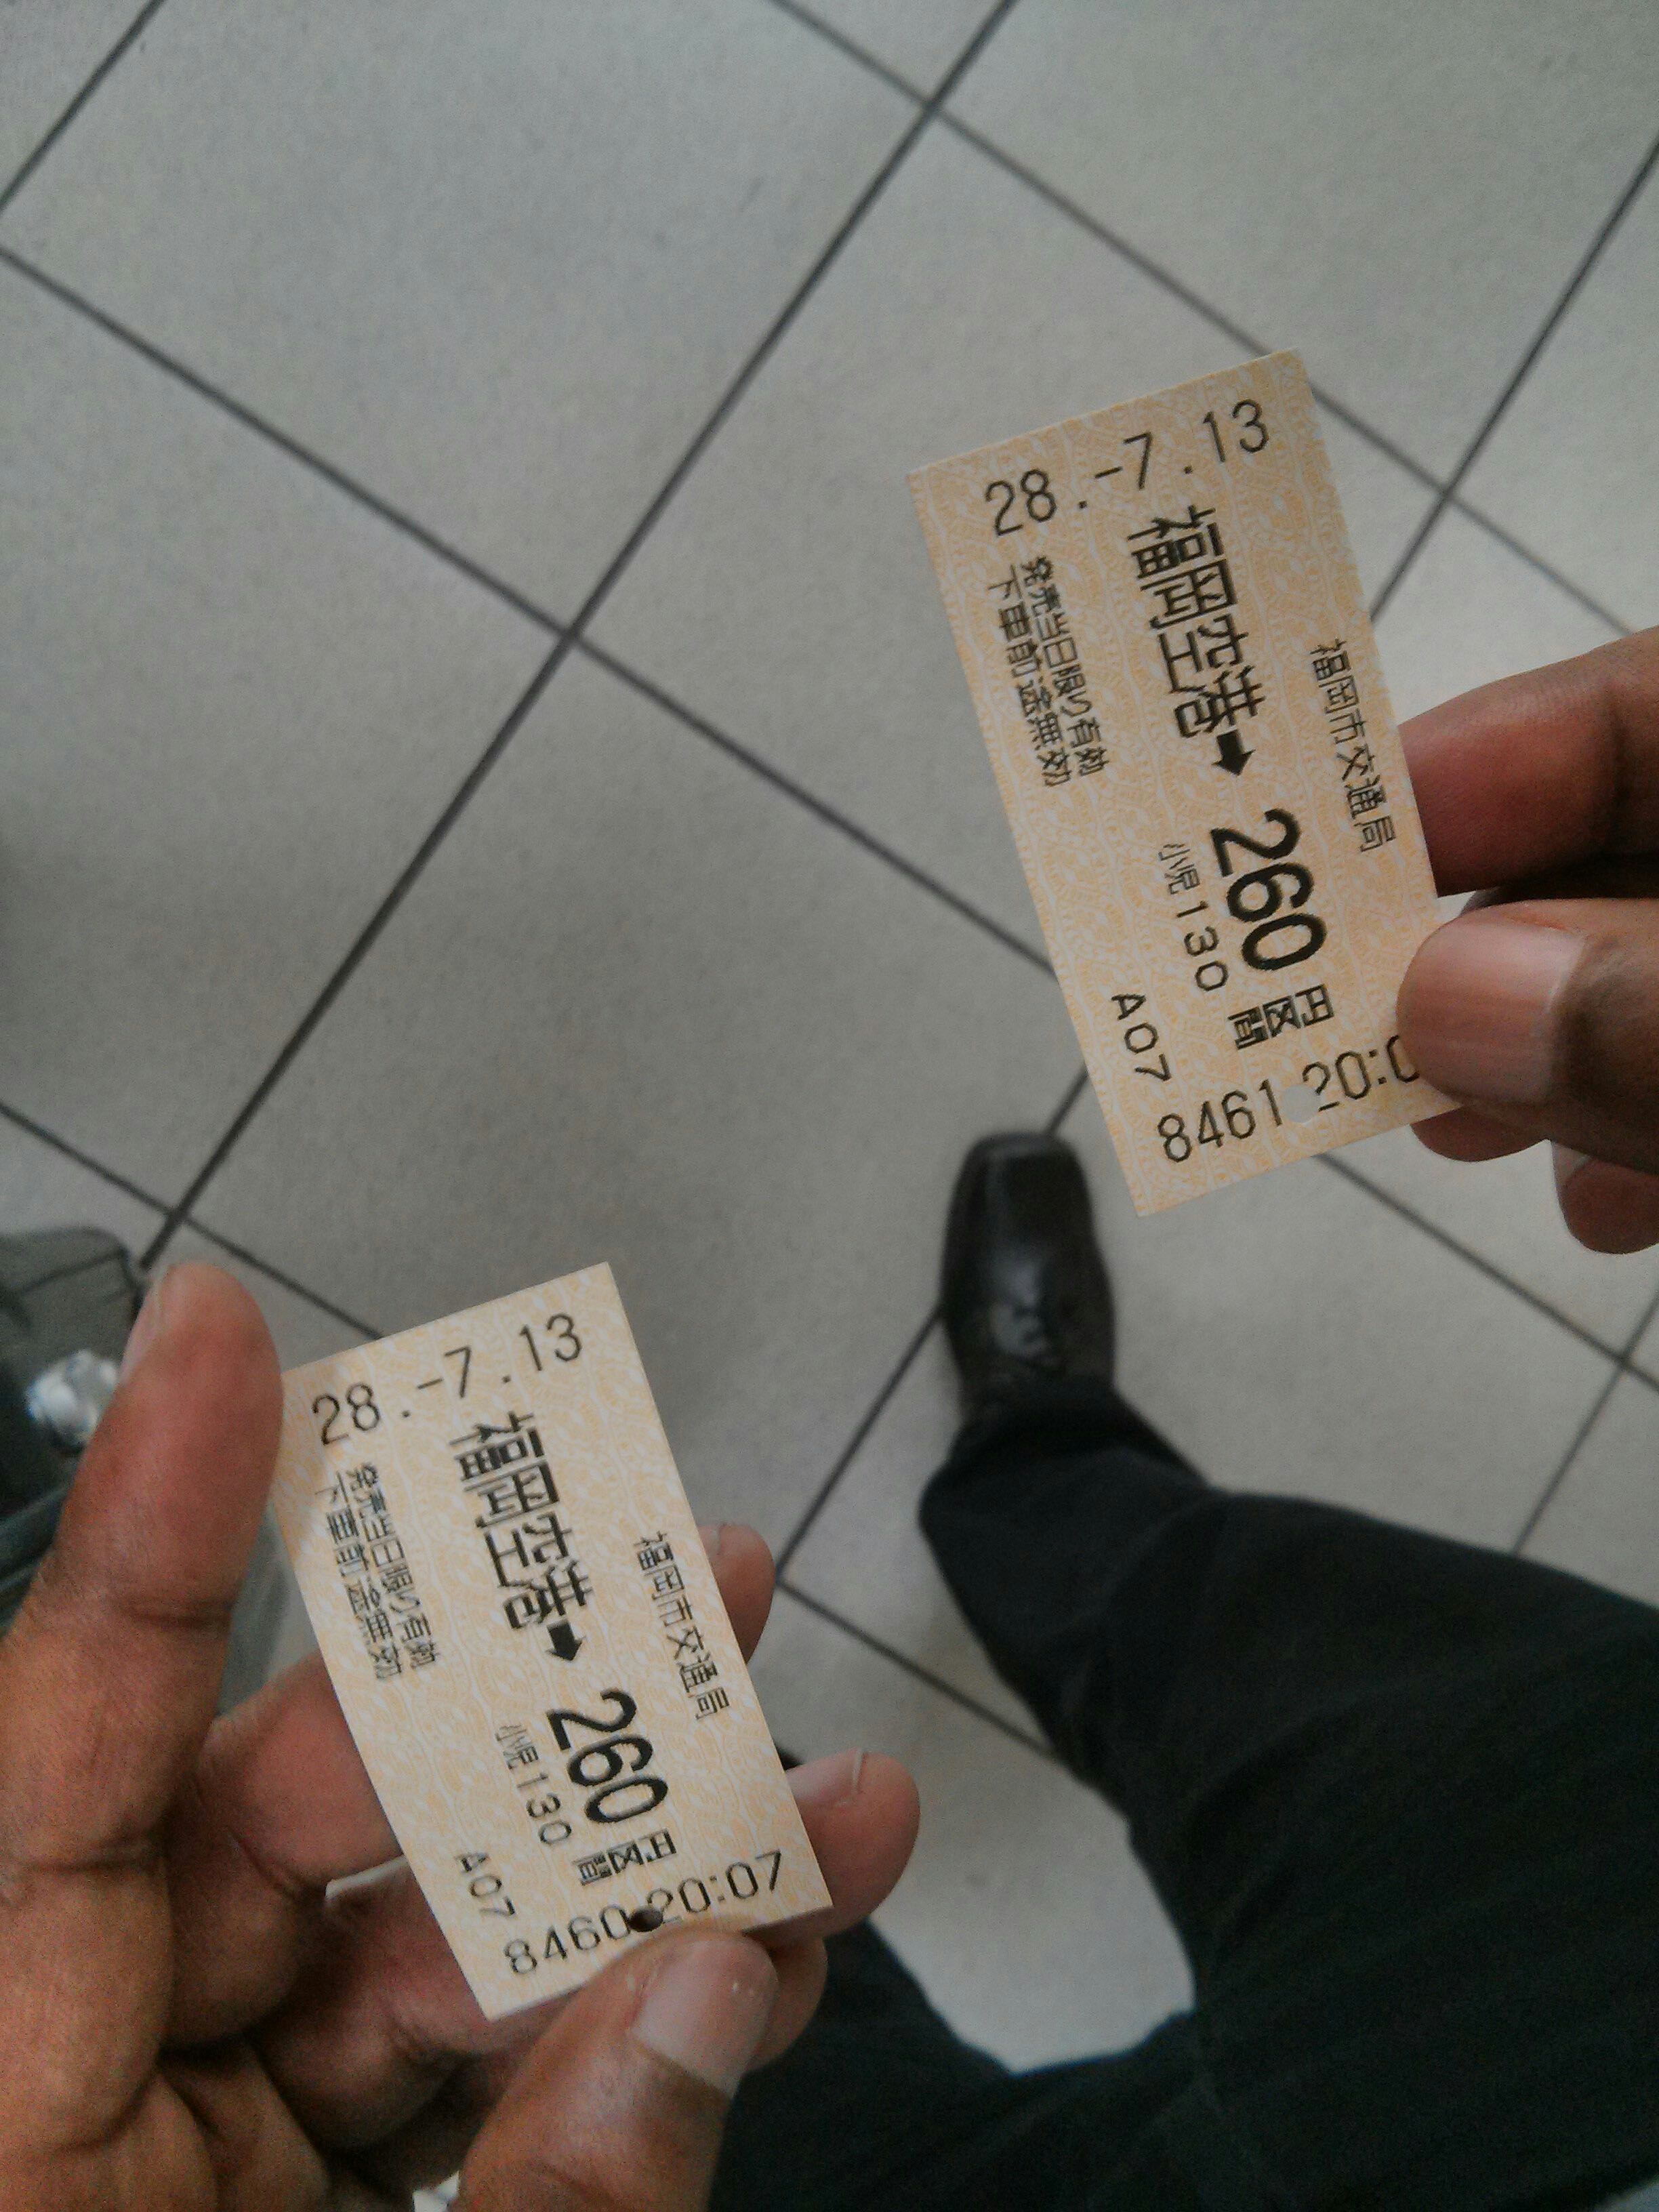 福岡市交通局
28.-7.13
福岡空港➡260円区間
小児130
発売当日限り有効
下車前途無効
A07
8461 20:0
福岡市交通局
28.-7.13
福岡空港➡260円区間
小児130
発売当日限り有効
下車前途無効
A07
8460 20:07